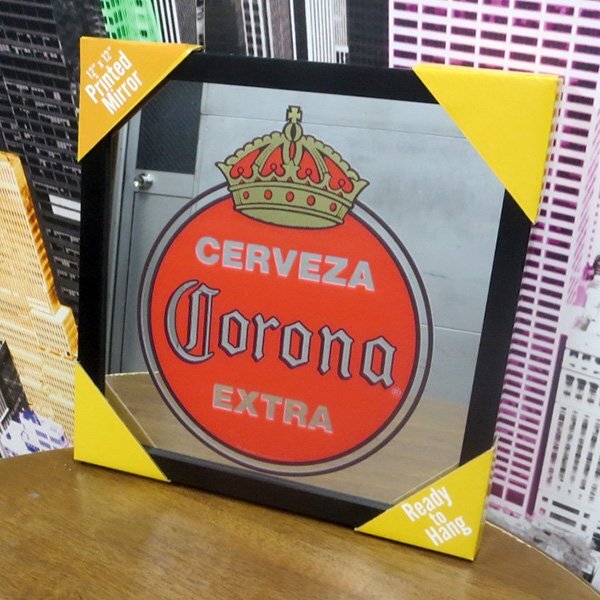 12" x 12"
Printed
Mirror
CERVEZA
Corona
®
EXTRA
Ready
to
Hang